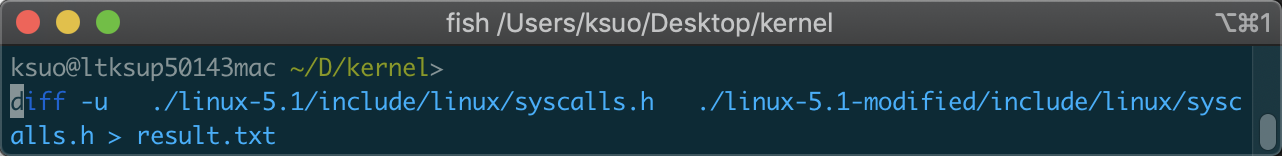 fish /Users/ksuo/Desktop/kernel
⌥⌘1
ksuo@ltksup50143mac ~/D/kernel>
diff -u   ./linux-5.1/include/linux/syscalls.h   ./linux-5.1-modified/include/linux/sysc
alls.h > result.txt